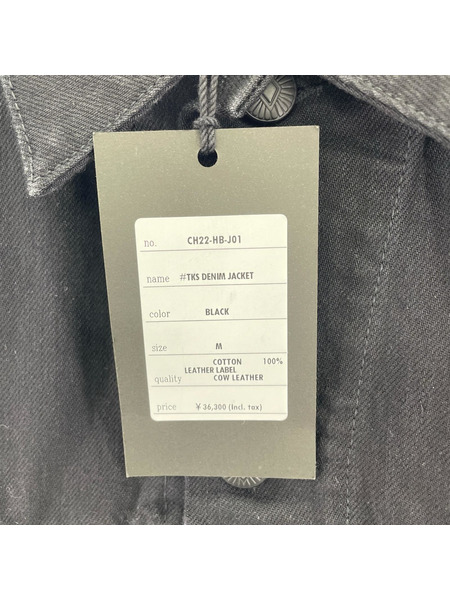 no. CH22-HB-J01
name #TKS DENIM JACKET
color BLACK
size M
COTTON 100%
LEATHER LABEL
quality COW LEATHER
price ¥ 36,300 (Incl. tax)